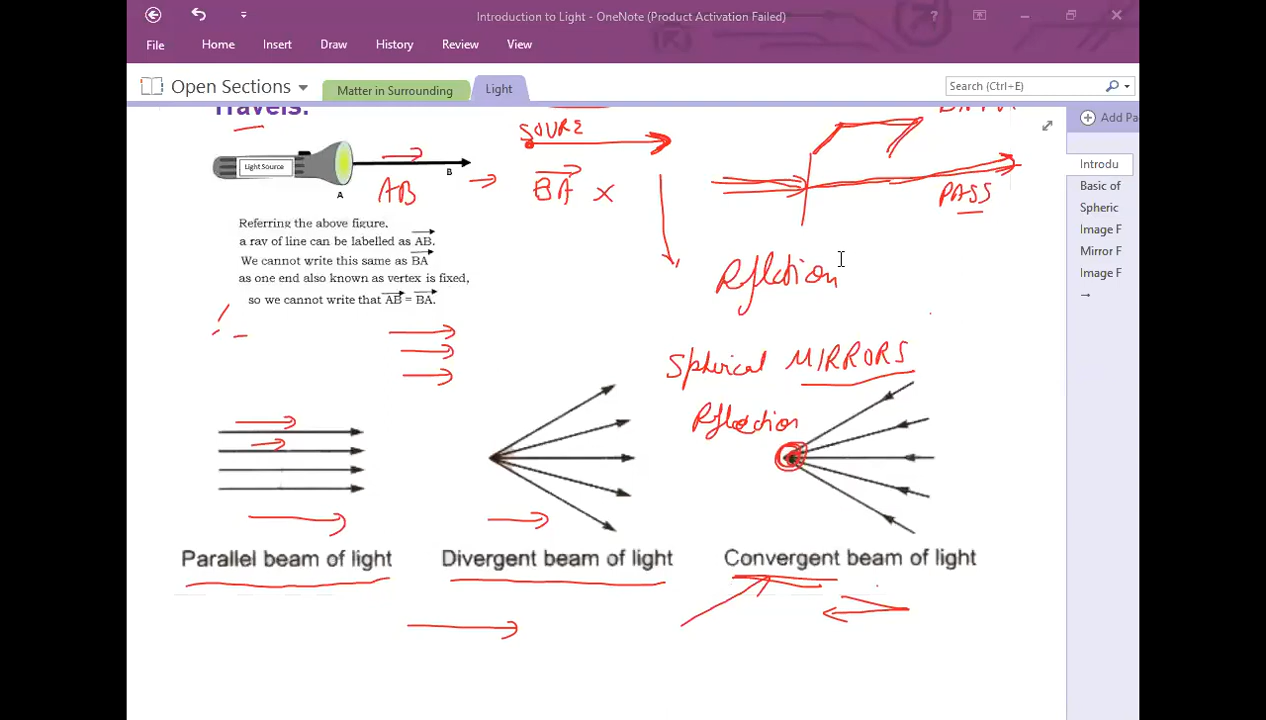 Introduction to Light - OneNote (Product Activation Failed)
?
File Home Insert Draw History Review View
Open Sections
Matter in Surrounding
Light
Search (Ctrl+E)
Add Pa
Introdu
Basic of
Spheric
Image F
Mirror F
Image F
Travels.
SOURE
Light Source
A
B
AB
BA X
PASS
Referring the above figure,
a ray of line can be labelled as AB.
We cannot write this same as BA
as one end also known as vertex is fixed,
so we cannot write that AB = BA.
Rflction
Spherical MIRRORS
Reflection
Parallel beam of light
Divergent beam of light
Convergent beam of light